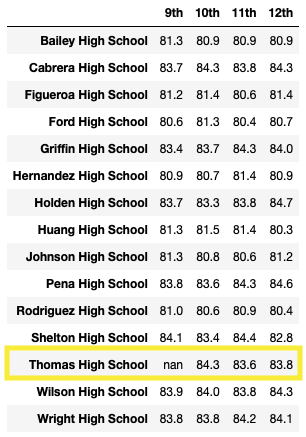 9th 10th 11th 12th
Bailey High School 81.3 80.9 80.9 80.9
Cabrera High School 83.7 84.3 83.8 84.3
Figueroa High School 81.2 81.4 80.6 81.4
Ford High School 80.6 81.3 80.4 80.7
Griffin High School 83.4 83.7 84.3 84.0
Hernandez High School 80.9 80.7 81.4 80.9
Holden High School 83.7 83.3 83.8 84.7
Huang High School 81.3 81.5 81.4 80.3
Johnson High School 81.3 80.8 80.6 81.2
Pena High School 83.8 83.6 84.3 84.6
Rodriguez High School 81.0 80.6 80.9 80.4
Shelton High School 84.1 83.4 84.4 82.8
Thomas High School nan 84.3 83.6 83.8
Wilson High School 83.9 84.0 83.8 84.3
Wright High School 83.8 83.8 84.2 84.1